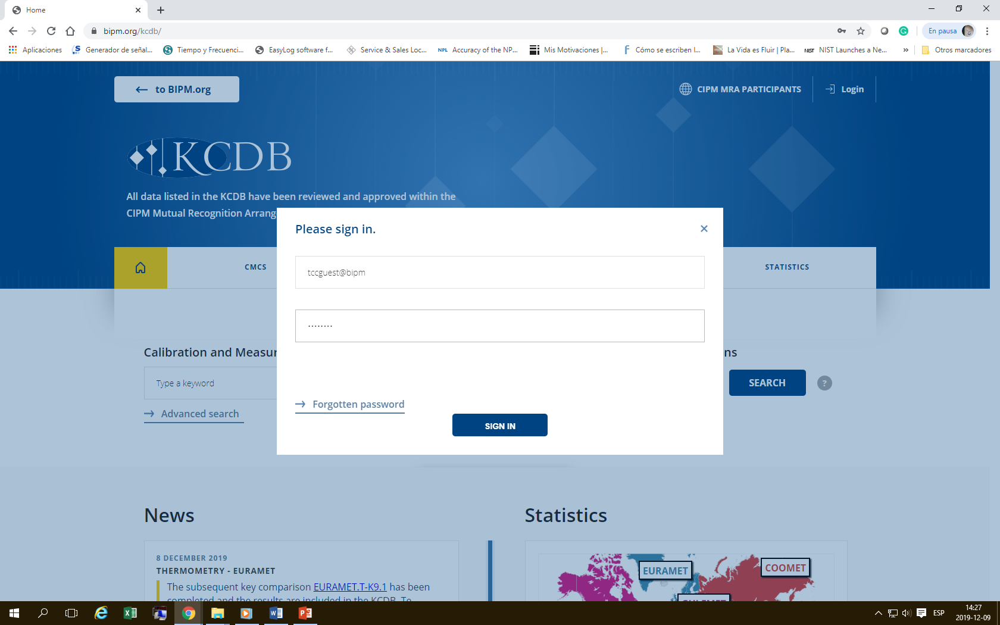 Home
bipm.org/kcdb/
En pausa
Aplicaciones
Generador de señal...
Tiempo y Frecuenci...
EasyLog software f...
Service & Sales Loc...
NPL
Accuracy of the NP...
Mis Motivaciones |...
Cómo se escriben l...
La Vida es Fluir | Pla...
NIST
NIST Launches a Ne...
»
Otros marcadores
to BIPM.org
CIPM MRA PARTICIPANTS
Login
KCDB
All data listed in the KCDB have been reviewed and approved within the
CIPM Mutual Recognition Arrang
Please sign in.
tccguest@bipm
........
Forgotten password
SIGN IN
CMCS
STATISTICS
Calibration and Measur
ns
Type a keyword
SEARCH
?
Advanced search
News
Statistics
8 DECEMBER 2019
THERMOMETRY - EURAMET
The subsequent key comparison EURAMET.T-K9.1 has been
completed and the results are included in the KCDB. Te
EURAMET
COOMET
ESP
14:27
2019-12-09